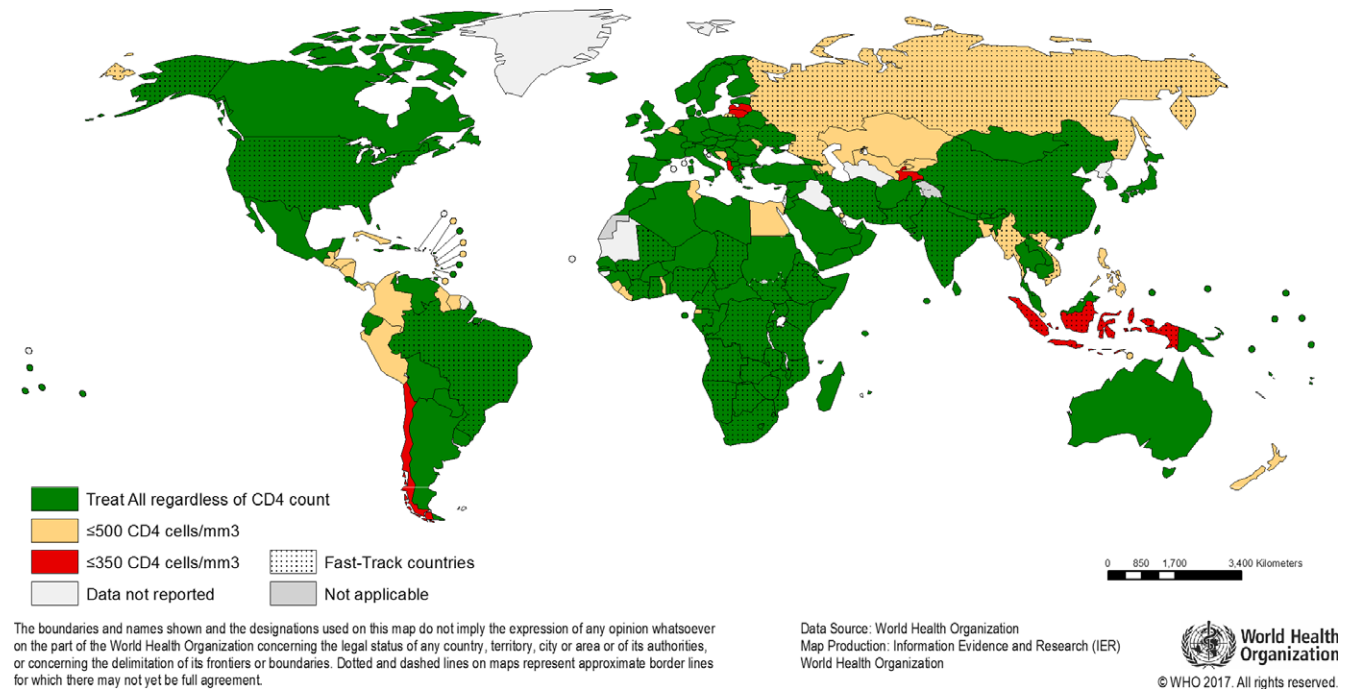 Treat All regardless of CD4 count
≤500 CD4 cells/mm3
≤350 CD4 cells/mm3
Fast-Track countries
Data not reported
Not applicable
0 850 1,700 3,400 Kilometers
The boundaries and names shown and the designations used on this map do not imply the expression of any opinion whatsoever
on the part of the World Health Organization concerning the legal status of any country, territory, city or area or of its authorities,
or concerning the delimitation of its frontiers or boundaries. Dotted and dashed lines on maps represent approximate border lines
for which there may not yet be full agreement.
Data Source: World Health Organization
Map Production: Information Evidence and Research (IER)
World Health Organization
World Health
Organization
© WHO 2017. All rights reserved.